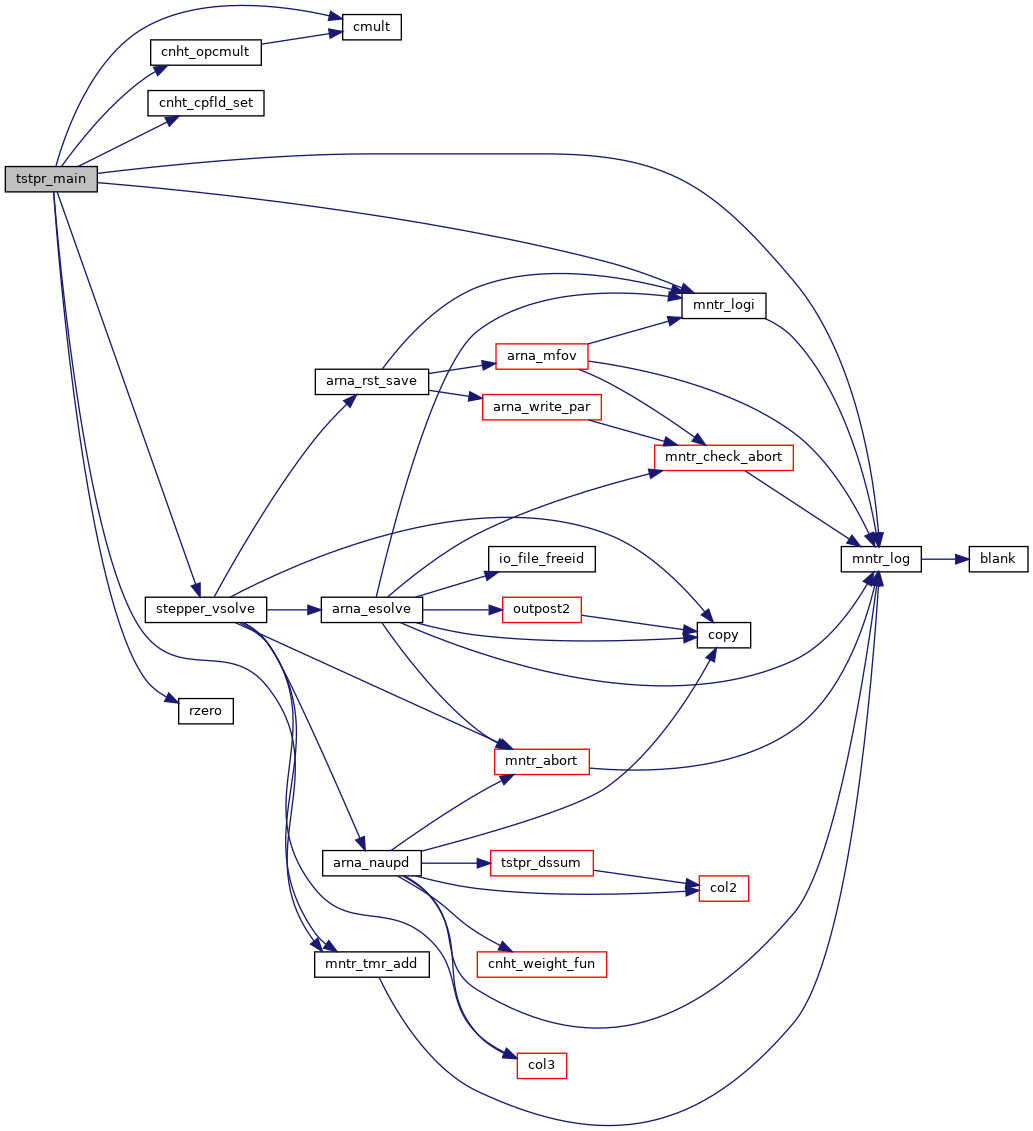 cmult
cnht_opcmult
cnht_cpfld_set
tstpr_main
mntr_logi
arna_mfov
arna_rst_save
arna_write_par
mntr_check_abort
io_file_freeid
mntr_log
blank
stepper_vsolve
arna_esolve
outpost2
copy
rzero
mntr_abort
arna_naupd
tstpr_dssum
col2
mntr_tmr_add
cnht_weight_fun
col3